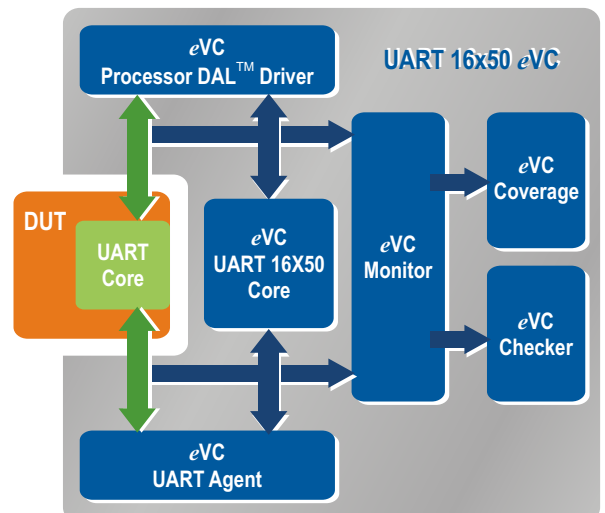 eVC
Processor DAL™ Driver
UART 16x50 eVC
DUT
UART
Core
eVC
UART 16X50
Core
eVC
Monitor
eVC
Coverage
eVC
Checker
eVC
UART Agent